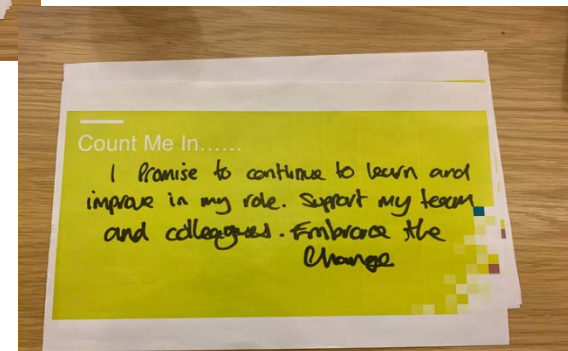 Count Me In......
I Promise to continue to learn and
improve in my role. Support my team
and colleagues. Embrace the
Change